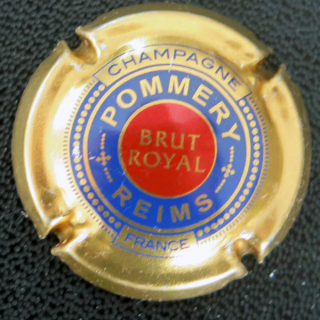 CHAMPAGNE
POMMERY
BRUT
ROYAL
REIMS
FRANCE